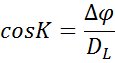 cosK = Δφ / D_L